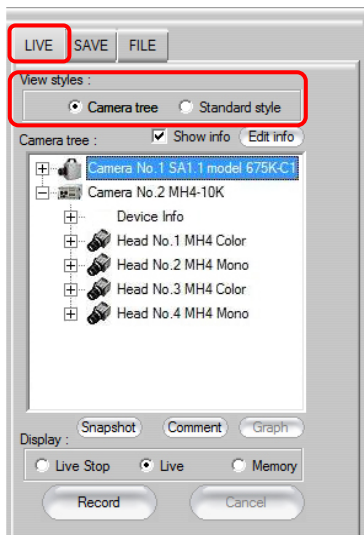 LIVE SAVE FILE
View styles :
Camera tree Standard style
Camera tree : Show info Edit info
Camera No.1 SA1.1 model 675K-C1
Camera No.2 MH4-10K
Device Info
Head No.1 MH4 Color
Head No.2 MH4 Mono
Head No.3 MH4 Color
Head No.4 MH4 Mono
Snapshot Comment Graph
Display :
Live Stop Live Memory
Record Cancel